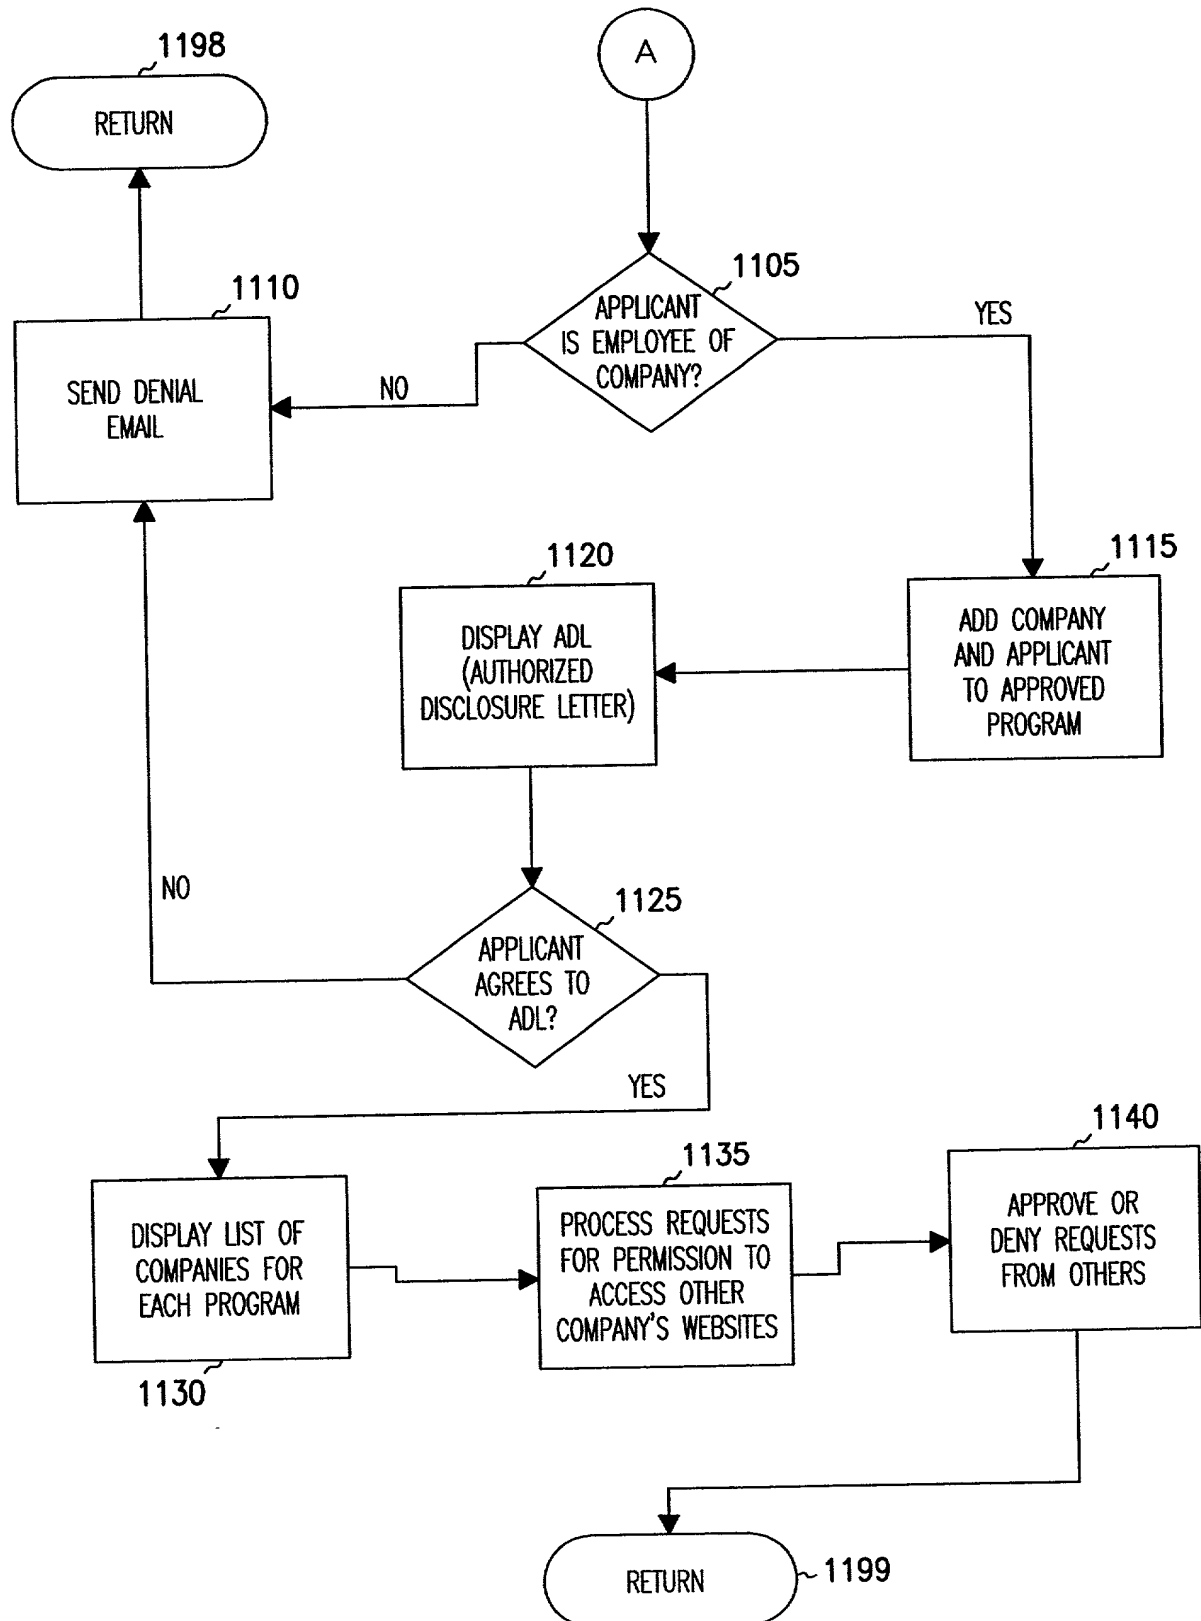 A
1198
RETURN
1105
APPLICANT
IS EMPLOYEE OF
COMPANY?
YES
NO
1110
SEND DENIAL
EMAIL
1115
ADD COMPANY
AND APPLICANT
TO APPROVED
PROGRAM
1120
DISPLAY ADL
(AUTHORIZED
DISCLOSURE LETTER)
1125
APPLICANT
AGREES TO
ADL?
NO
YES
DISPLAY LIST OF
COMPANIES FOR
EACH PROGRAM
1130
1135
PROCESS REQUESTS
FOR PERMISSION TO
ACCESS OTHER
COMPANY'S WEBSITES
1140
APPROVE OR
DENY REQUESTS
FROM OTHERS
RETURN
1199